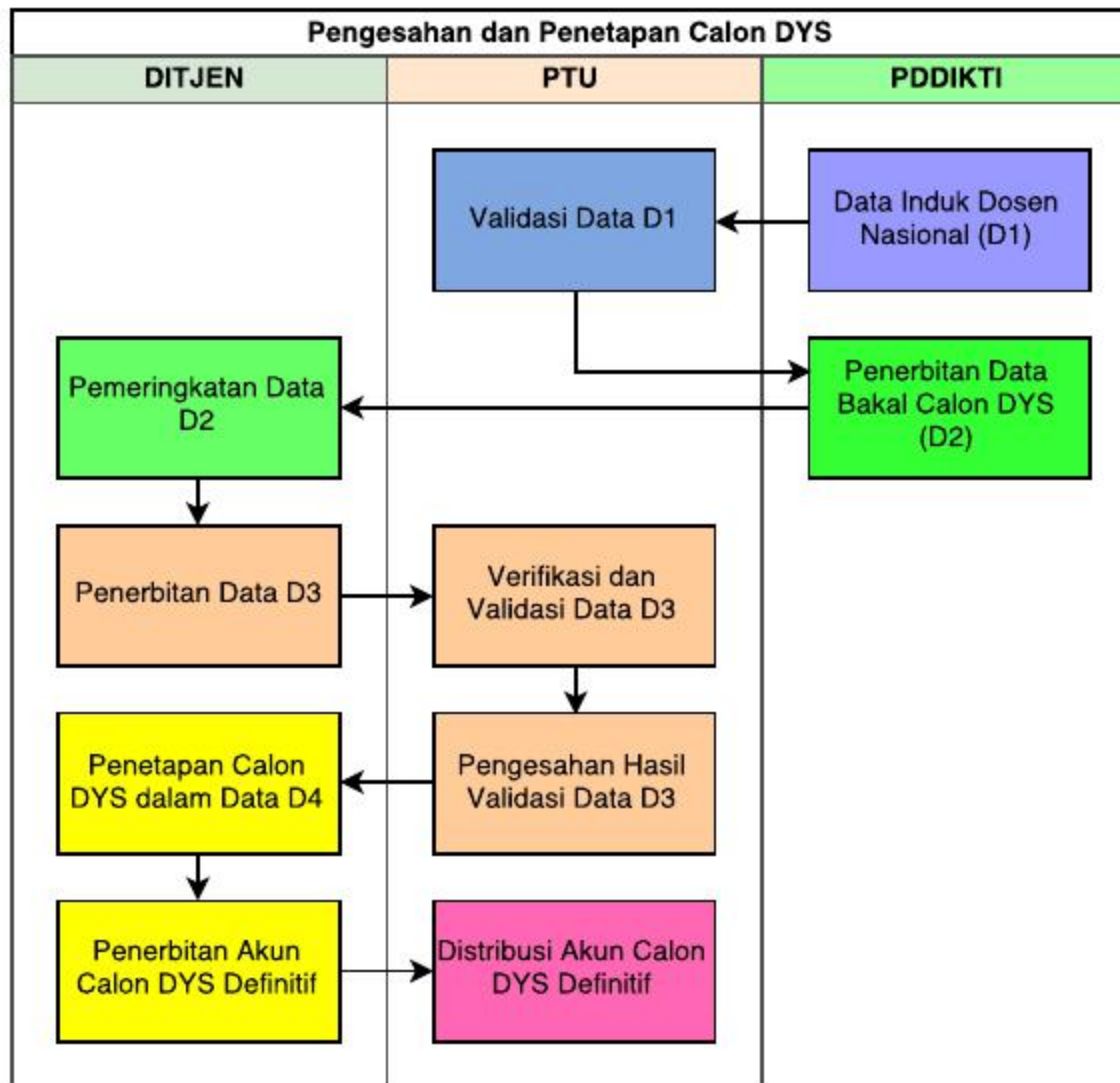 Pengesahan dan Penetapan Calon DYS
DITJEN
PTU
PDDIKTI
Validasi Data D1
Data Induk Dosen
Nasional (D1)
Pemeringkatan Data
D2
Penerbitan Data
Bakal Calon DYS
(D2)
Penerbitan Data D3
Verifikasi dan
Validasi Data D3
Penetapan Calon
DYS dalam Data D4
Pengesahan Hasil
Validasi Data D3
Penerbitan Akun
Calon DYS Definitif
Distribusi Akun Calon
DYS Definitif